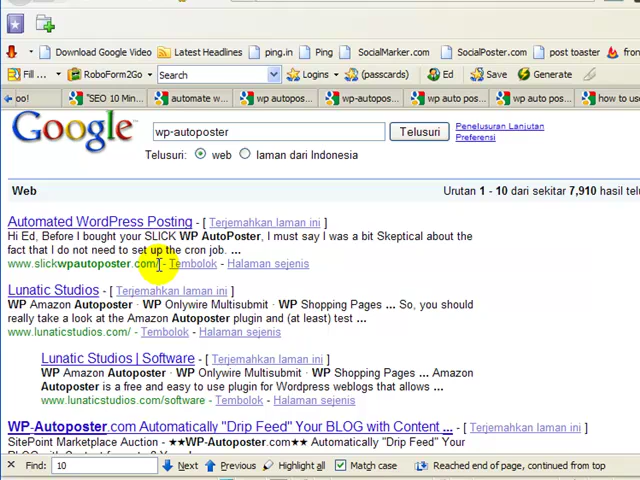 Download Google Video Latest Headlines ping.in Ping SocialMarker.com SocialPoster.com post toaster fron
Fill ... RoboForm2Go Search Logins (passcards) Ed Save Generate
oo! "SEO 10 Min... automate w... wp autopos... wp-autopos... wp auto pos... wp auto pos... how to use
Google wp-autoposter Telusuri Penelusuran Lanjutan
Preferensi
Telusuri: web laman dari Indonesia
Web Urutan 1 - 10 dari sekitar 7,910 hasil telu
Automated WordPress Posting - [ Terjemahkan laman ini ]
Hi Ed, Before I bought your SLICK WP AutoPoster, I must say I was a bit Skeptical about the
fact that I do not need to set up the cron job. ...
www.slickwpautoposter.com/ - Tembolok - Halaman sejenis
Lunatic Studios - [ Terjemahkan laman ini ]
WP Amazon Autoposter · WP Onlywire Multisubmit · WP Shopping Pages ... So, you should
really take a look at the Amazon Autoposter plugin and (at least) test ...
www.lunaticstudios.com/ - Tembolok - Halaman sejenis
Lunatic Studios | Software - [ Terjemahkan laman ini ]
WP Amazon Autoposter · WP Onlywire Multisubmit · WP Shopping Pages ... Amazon
Autoposter is a free and easy to use plugin for Wordpress weblogs that allows ...
www.lunaticstudios.com/software - Tembolok - Halaman sejenis
WP-Autoposter.com Automatically "Drip Feed" Your BLOG with Content ... - [ Terjemahkan laman ini ]
SitePoint Marketplace Auction - ★★WP-Autoposter.com★★ Automatically "Drip Feed" Your
Find: 10 Next Previous Highlight all Match case Reached end of page, continued from top